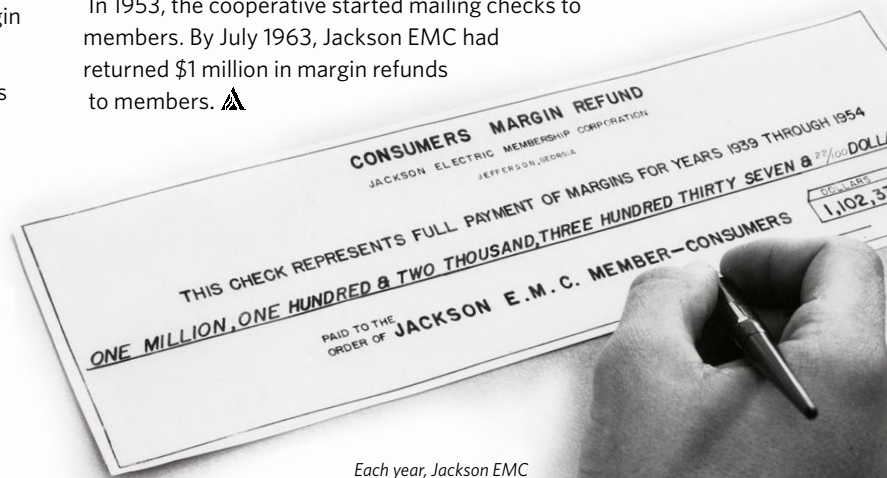 gin
s
In 1953, the cooperative started mailing checks to
members. By July 1963, Jackson EMC had
returned $1 million in margin refunds
to members.
CONSUMERS MARGIN REFUND
JACKSON ELECTRIC MEMBERSHIP CORPORATION
JEFFERSON, GEORGIA
THIS CHECK REPRESENTS FULL PAYMENT OF MARGINS FOR YEARS 1939 THROUGH 1954
ONE MILLION, ONE HUNDRED & TWO THOUSAND, THREE HUNDRED THIRTY SEVEN & 22/100 DOLLA
DOLLARS
1,102,3
PAID TO THE
ORDER OF JACKSON E.M.C. MEMBER-CONSUMERS
Each year, Jackson EMC